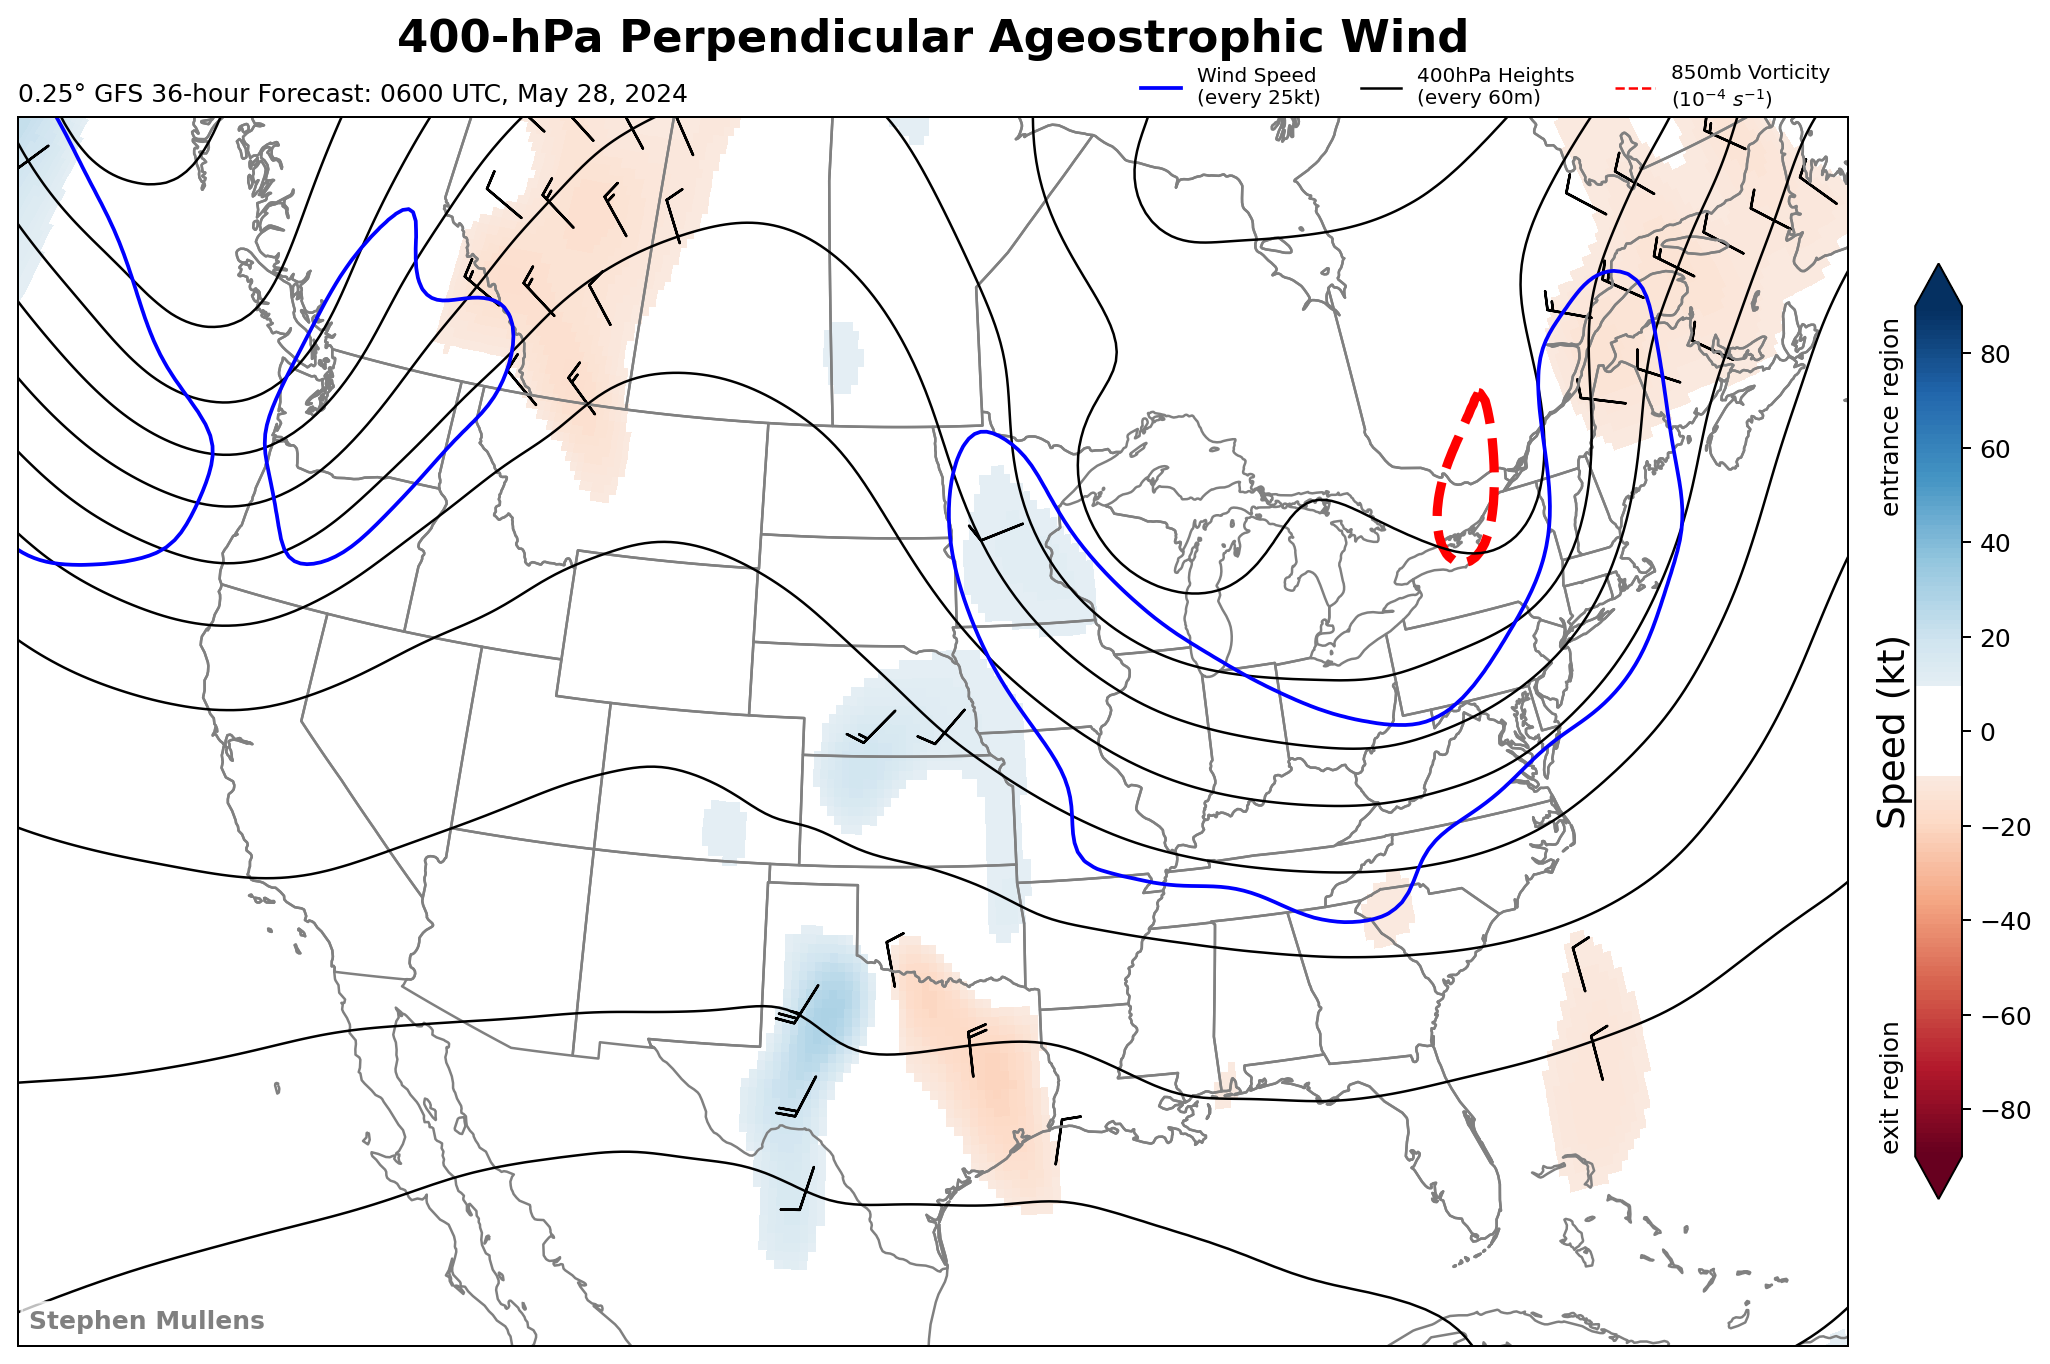 400-hPa Perpendicular Ageostrophic Wind
0.25° GFS 36-hour Forecast: 0600 UTC, May 28, 2024
Wind Speed
(every 25kt)
400hPa Heights
(every 60m)
850mb Vorticity
(10⁻⁴ s⁻¹)
entrance region
Speed (kt)
exit region
80
60
40
20
0
−20
−40
−60
−80
Stephen Mullens